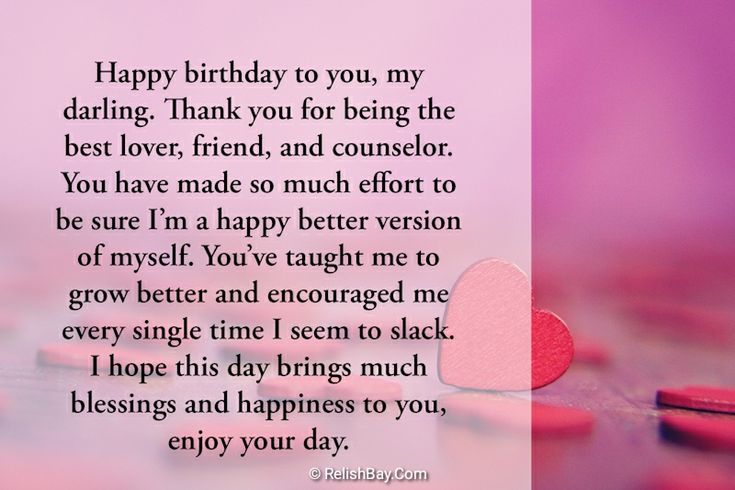 Happy birthday to you, my
darling. Thank you for being the
best lover, friend, and counselor.
You have made so much effort to
be sure I'm a happy better version
of myself. You've taught me to
grow better and encouraged me
every single time I seem to slack.
I hope this day brings much
blessings and happiness to you,
enjoy your day.
© RelishBay.Com